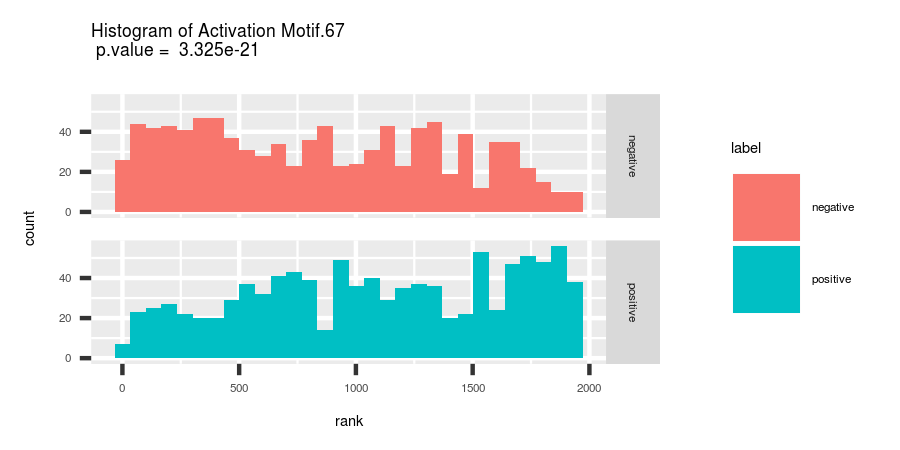 Histogram of Activation Motif.67
p.value = 3.325e-21
count
40
20
0
negative
40
20
0
positive
0
500
1000
1500
2000
rank
label
negative
positive